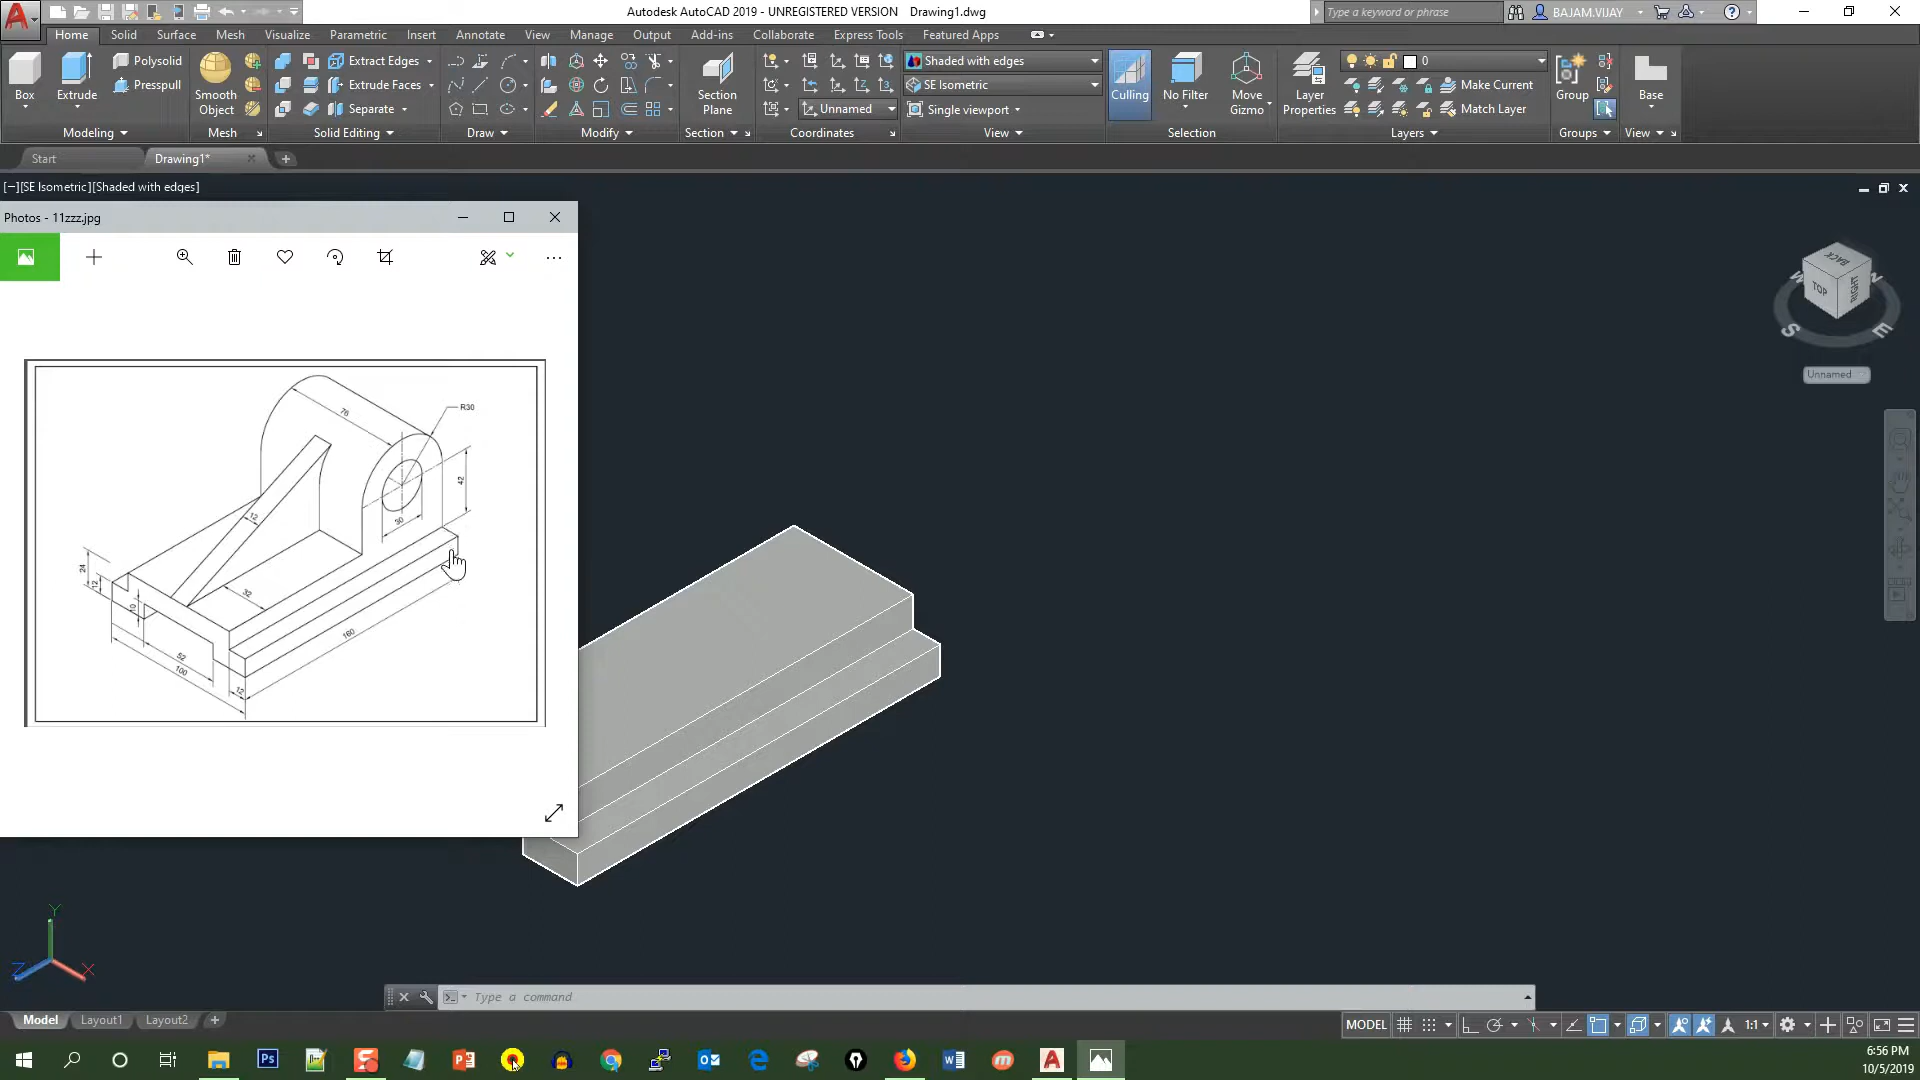 Autodesk AutoCAD 2019 - UNREGISTERED VERSION Drawing1.dwg
Type a keyword or phrase
BAJAM.VIJAY
Home Solid Surface Mesh Visualize Parametric Insert Annotate View Manage Output Add-ins Collaborate Express Tools Featured Apps
Polysolid Extract Edges Shaded with edges 0
Presspull Extrude Faces SE Isometric Make Current
Box Extrude Smooth Object Separate Section Plane Unnamed Single viewport Culling No Filter Move Gizmo Layer Properties Match Layer Group Base
Modeling Mesh Solid Editing Draw Modify Section Coordinates View Selection Layers Groups View
Start Drawing1*
[−][SE Isometric][Shaded with edges]
Photos - 11zzz.jpg
BACK
TOP RIGHT
W N
S E
Unnamed
76
R30
42
30
12
24
12
10
32
52
100
160
12
Y
Z X
Type a command
Model Layout1 Layout2
MODEL 1:1
6:56 PM
10/5/2019